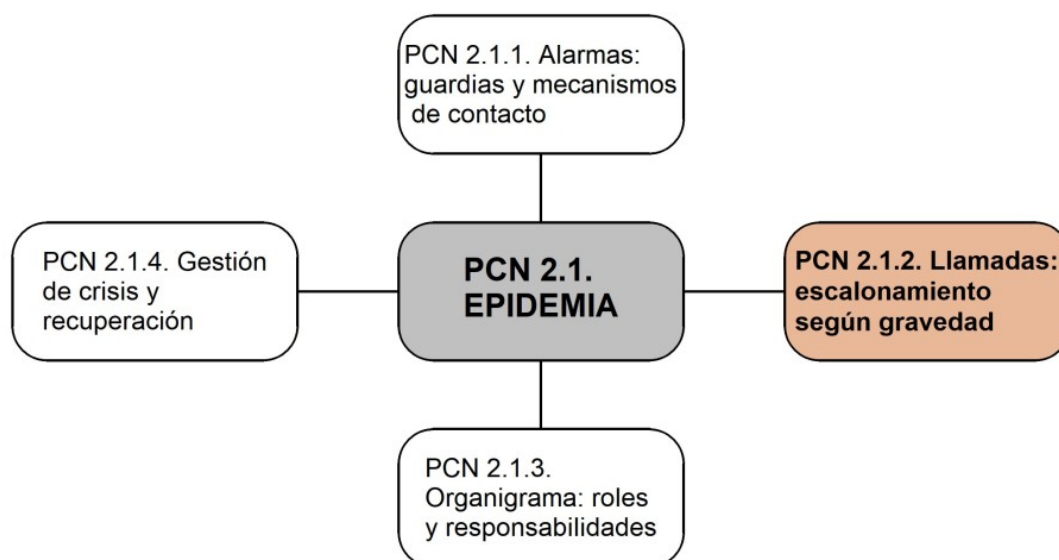 PCN 2.1.1. Alarmas:
guardias y mecanismos
de contacto
PCN 2.1.4. Gestión
de crisis y
recuperación
PCN 2.1.
EPIDEMIA
PCN 2.1.2. Llamadas:
escalonamiento
según gravedad
PCN 2.1.3.
Organigrama: roles
y responsabilidades